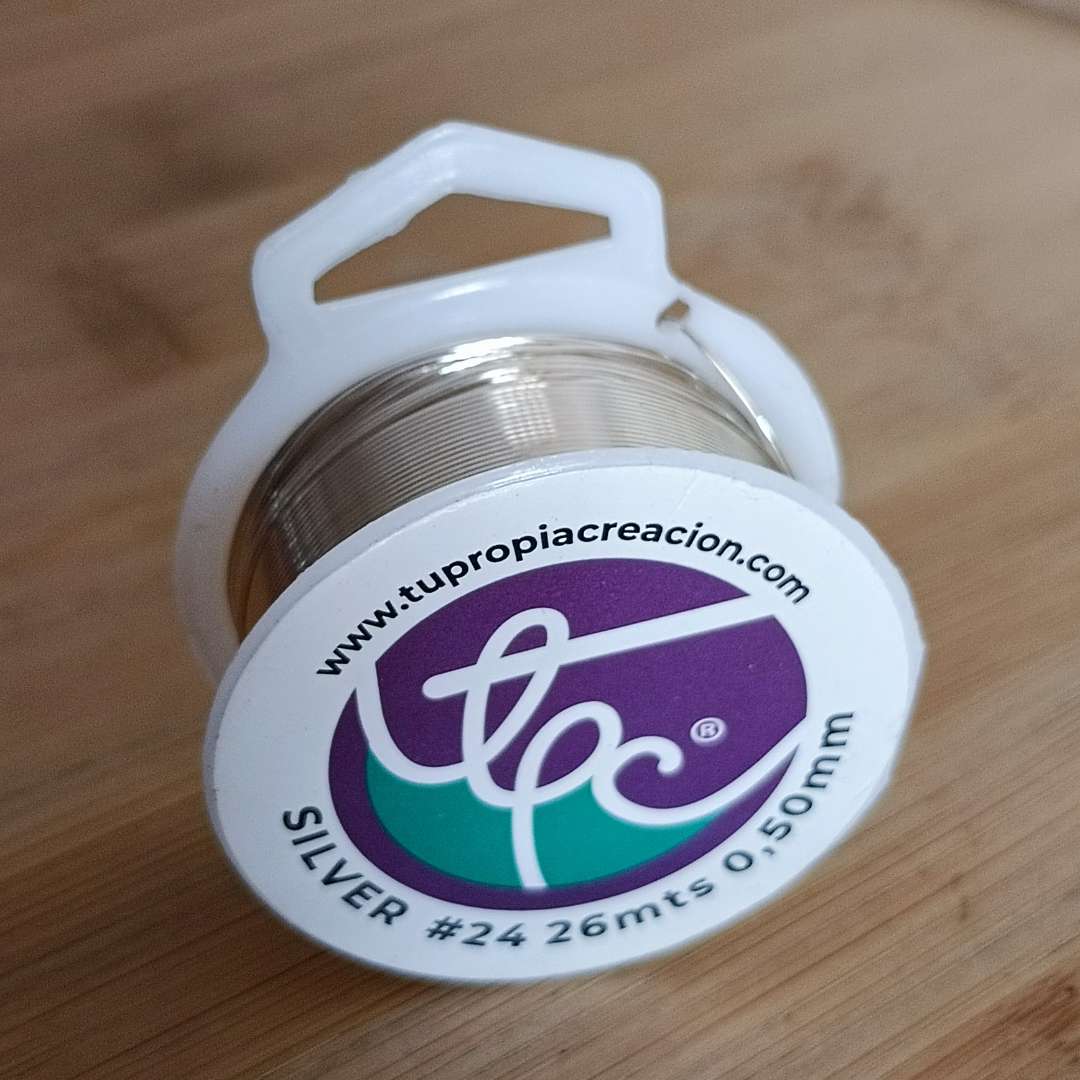 www.tupropiacreacion.com
tpc®
SILVER #24 26mts 0,50mm